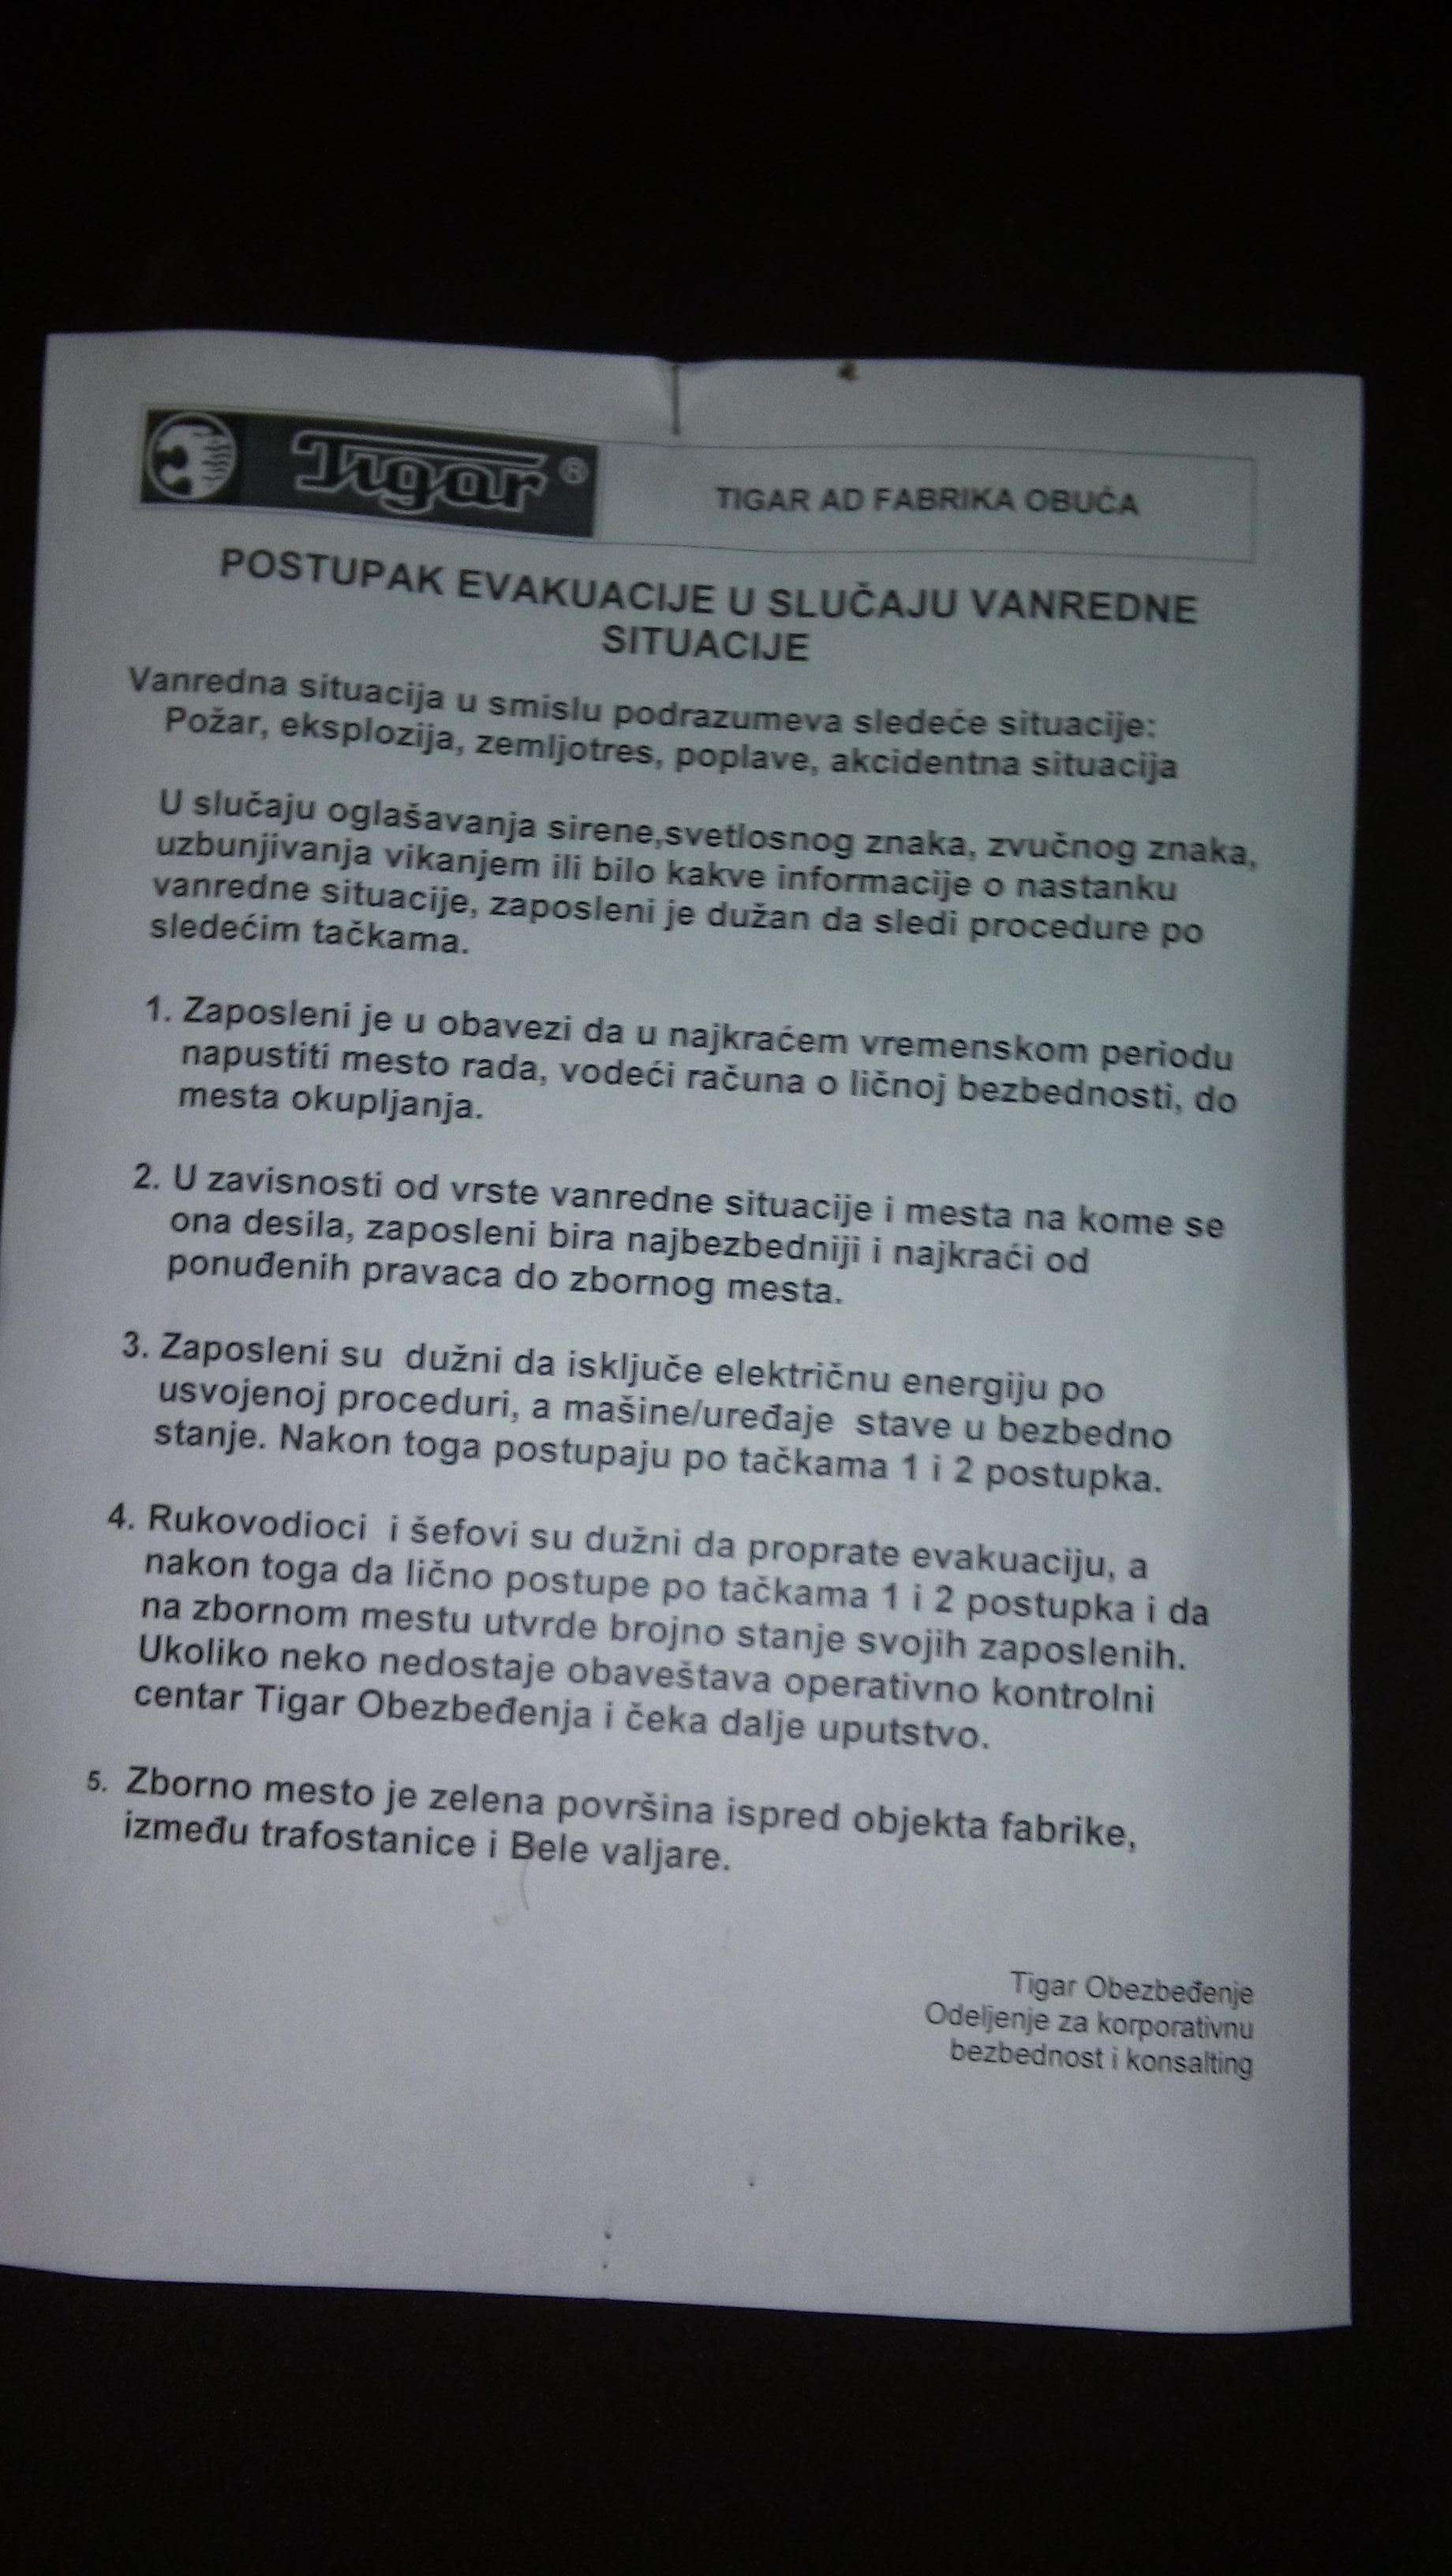 Tigar®
TIGAR AD FABRIKA OBUĆA
POSTUPAK EVAKUACIJE U SLUČAJU VANREDNE
SITUACIJE
Vanredna situacija u smislu podrazumeva sledeće situacije:
Požar, eksplozija, zemljotres, poplave, akcidentna situacija
U slučaju oglašavanja sirene,svetlosnog znaka, zvučnog znaka,
uzbunjivanja vikanjem ili bilo kakve informacije o nastanku
vanredne situacije, zaposleni je dužan da sledi procedure po
sledećim tačkama.
1. Zaposleni je u obavezi da u najkraćem vremenskom periodu
napustiti mesto rada, vodeći računa o ličnoj bezbednosti, do
mesta okupljanja.
2. U zavisnosti od vrste vanredne situacije i mesta na kome se
ona desila, zaposleni bira najbezbedniji i najkraći od
ponuđenih pravaca do zbornog mesta.
3. Zaposleni su dužni da isključe električnu energiju po
usvojenoj proceduri, a mašine/uređaje stave u bezbedno
stanje. Nakon toga postupaju po tačkama 1 i 2 postupka.
4. Rukovodioci i šefovi su dužni da proprate evakuaciju, a
nakon toga da lično postupe po tačkama 1 i 2 postupka i da
na zbornom mestu utvrde brojno stanje svojih zaposlenih.
Ukoliko neko nedostaje obaveštava operativno kontrolni
centar Tigar Obezbeđenja i čeka dalje uputstvo.
5. Zborno mesto je zelena površina ispred objekta fabrike,
između trafostanice i Bele valjare.
Tigar Obezbeđenje
Odeljenje za korporativnu
bezbednost i konsalting